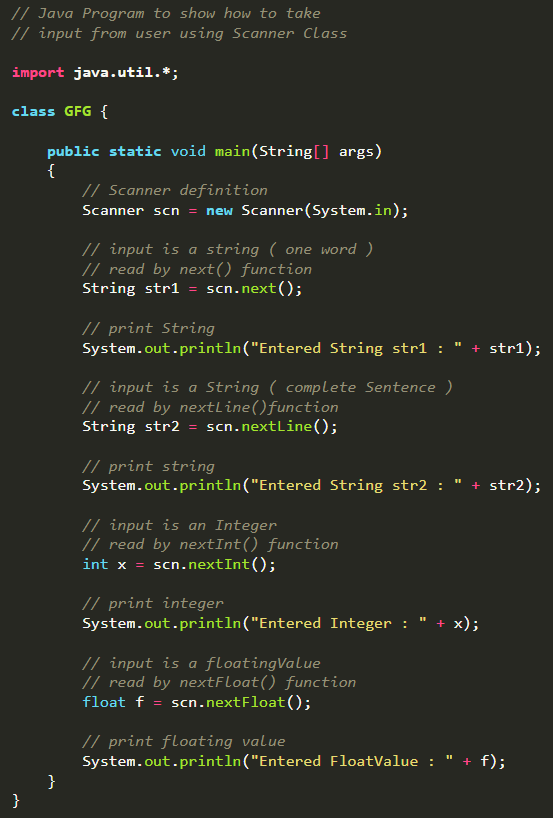 // Java Program to show how to take
// input from user using Scanner Class
import java.util.*;
class GFG {
public static void main(String[] args)
{
// Scanner definition
Scanner scn = new Scanner(System.in);
// input is a string ( one word )
// read by next() function
String str1 = scn.next();
// print String
System.out.println("Entered String str1 : " + str1);
// input is a String ( complete Sentence )
// read by nextLine()function
String str2 = scn.nextLine();
// print string
System.out.println("Entered String str2 : " + str2);
// input is an Integer
// read by nextInt() function
int x = scn.nextInt();
// print integer
System.out.println("Entered Integer : " + x);
// input is a floatingValue
// read by nextFloat() function
float f = scn.nextFloat();
// print floating value
System.out.println("Entered FloatValue : " + f);
}
}